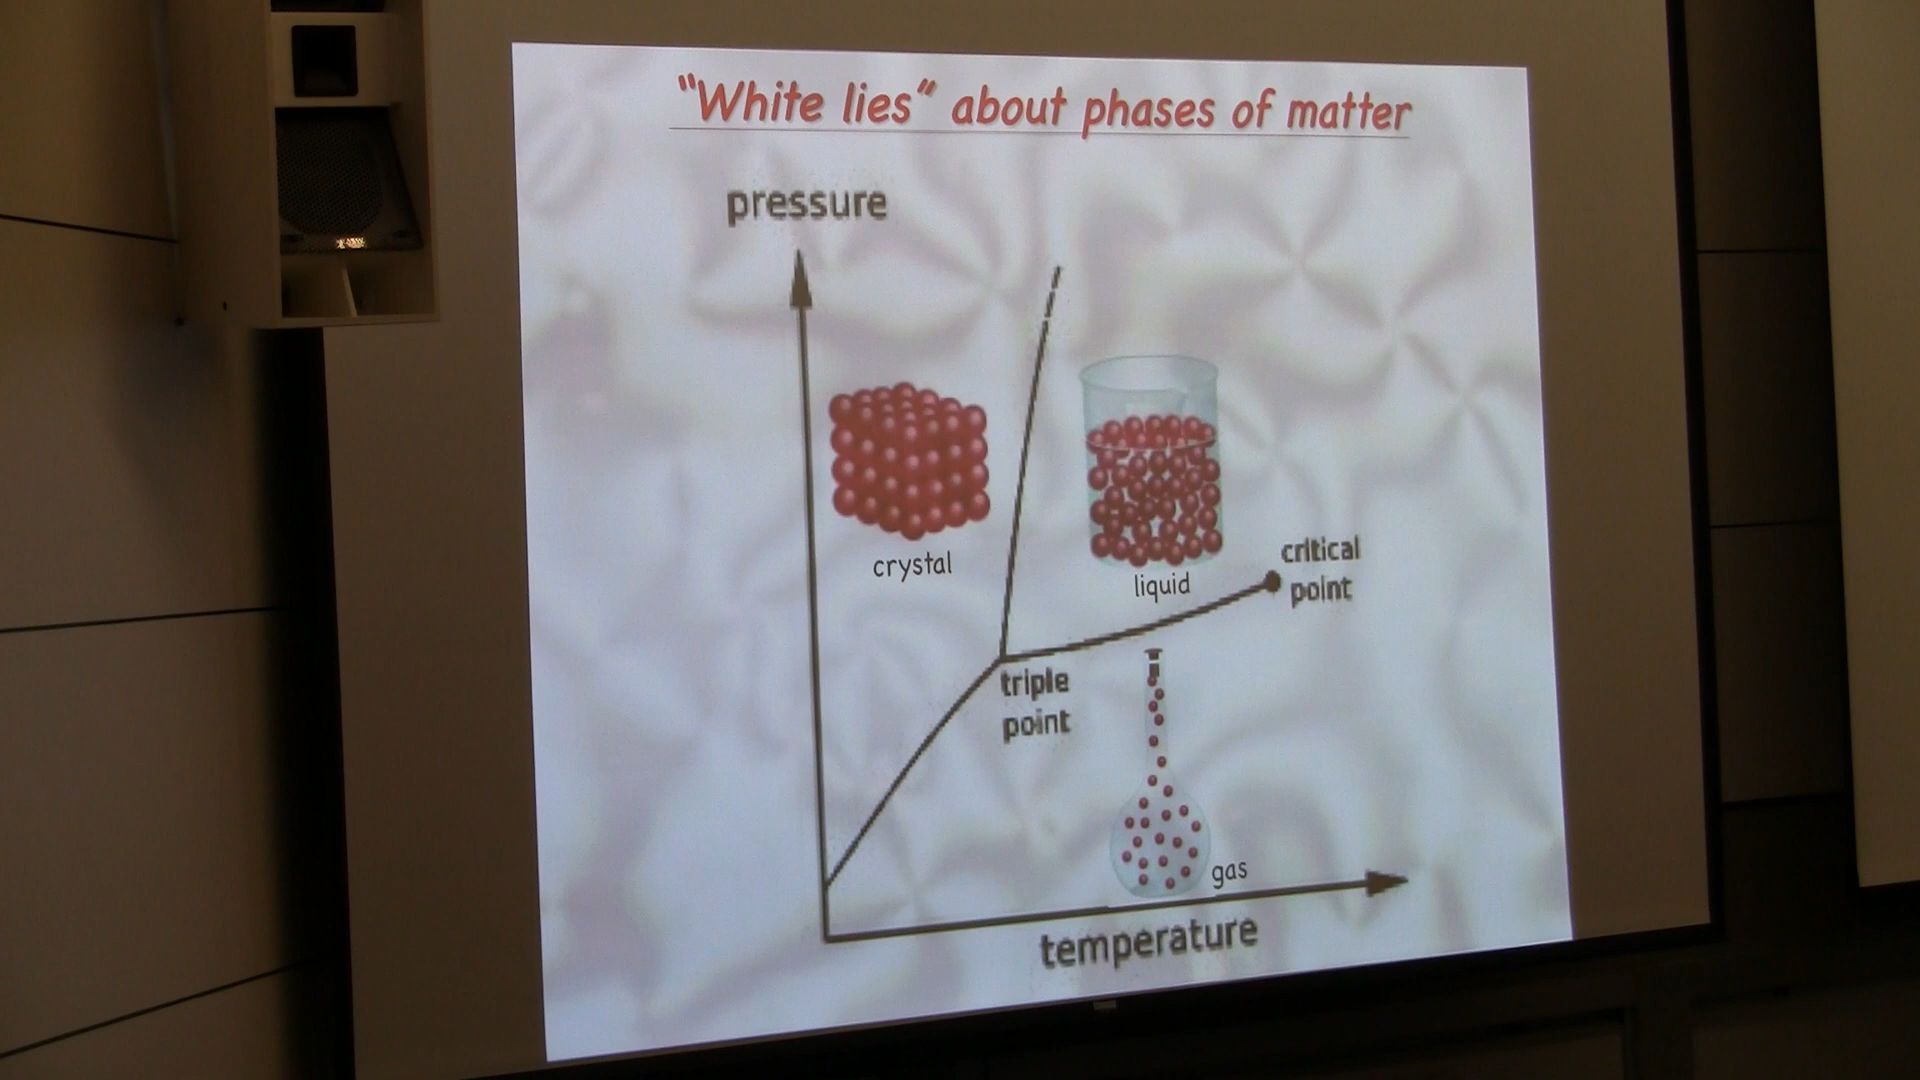 “White lies” about phases of matter
pressure
crystal
liquid
critical
point
triple
point
gas
temperature